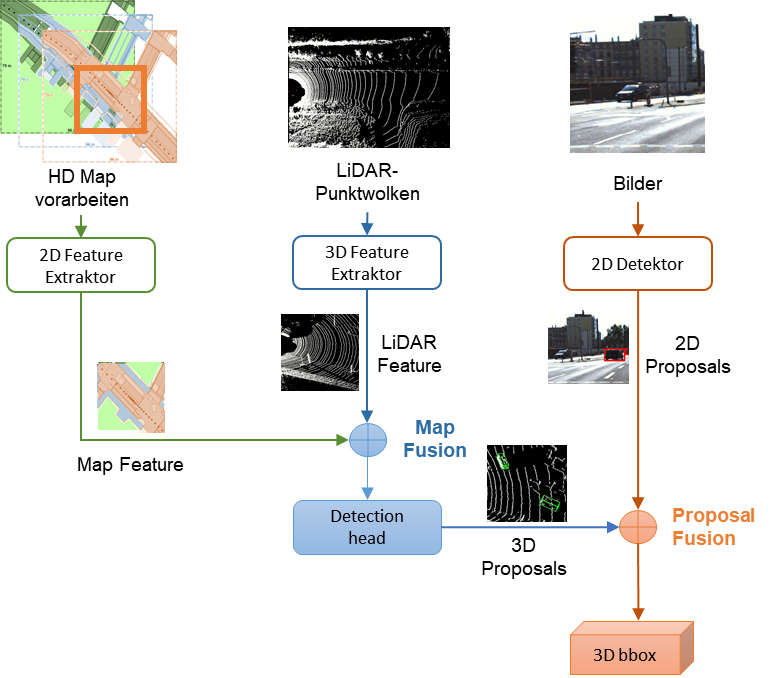 HD Map
vorarbeiten
LiDAR-
Punktwolken
Bilder
2D Feature
Extraktor
3D Feature
Extraktor
2D Detektor
LiDAR
Feature
2D
Proposals
Map Feature
Map
Fusion
Detection
head
3D
Proposals
Proposal
Fusion
3D bbox